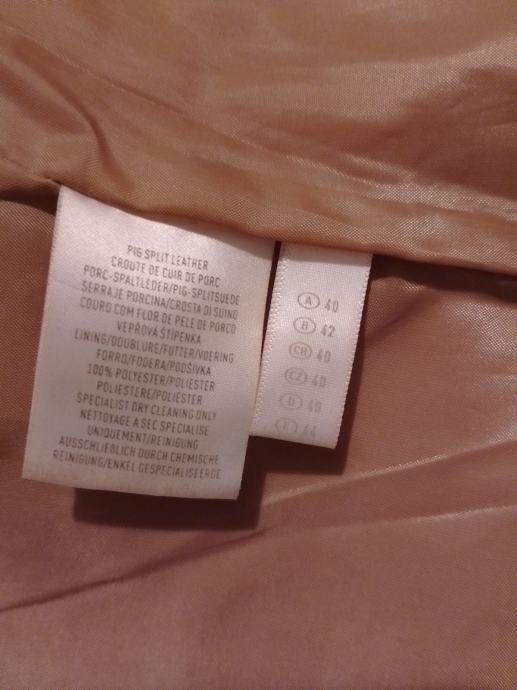 PIG SPLIT LEATHER
CROUTE DE CUIR DE PORC
PORC-SPALTLEDER/PIG-SPLITSUEDE
SERRAJE PORCINA/CROSTA DI SUINO
COURO COM FLOR DE PELE DE PORCO
VEPŘOVÁ ŠTIPENKA
LINING/DOUBLURE/FUTTER/VOERING
FORRO/FODERA/PODŠIVKA
100% POLYESTER/POLIESTER
POLIESTERE/POLIÉSTER
SPECIALIST DRY CLEANING ONLY
NETTOYAGE A SEC SPECIALISE
UNIQUEMENT/REINIGUNG
AUSSCHLIEßLICH DURCH CHEMISCHE
REINIGUNG/ENKEL GESPECIALISEERDE
A 40
B 42
CH 40
CZ 40
D 40
E 44